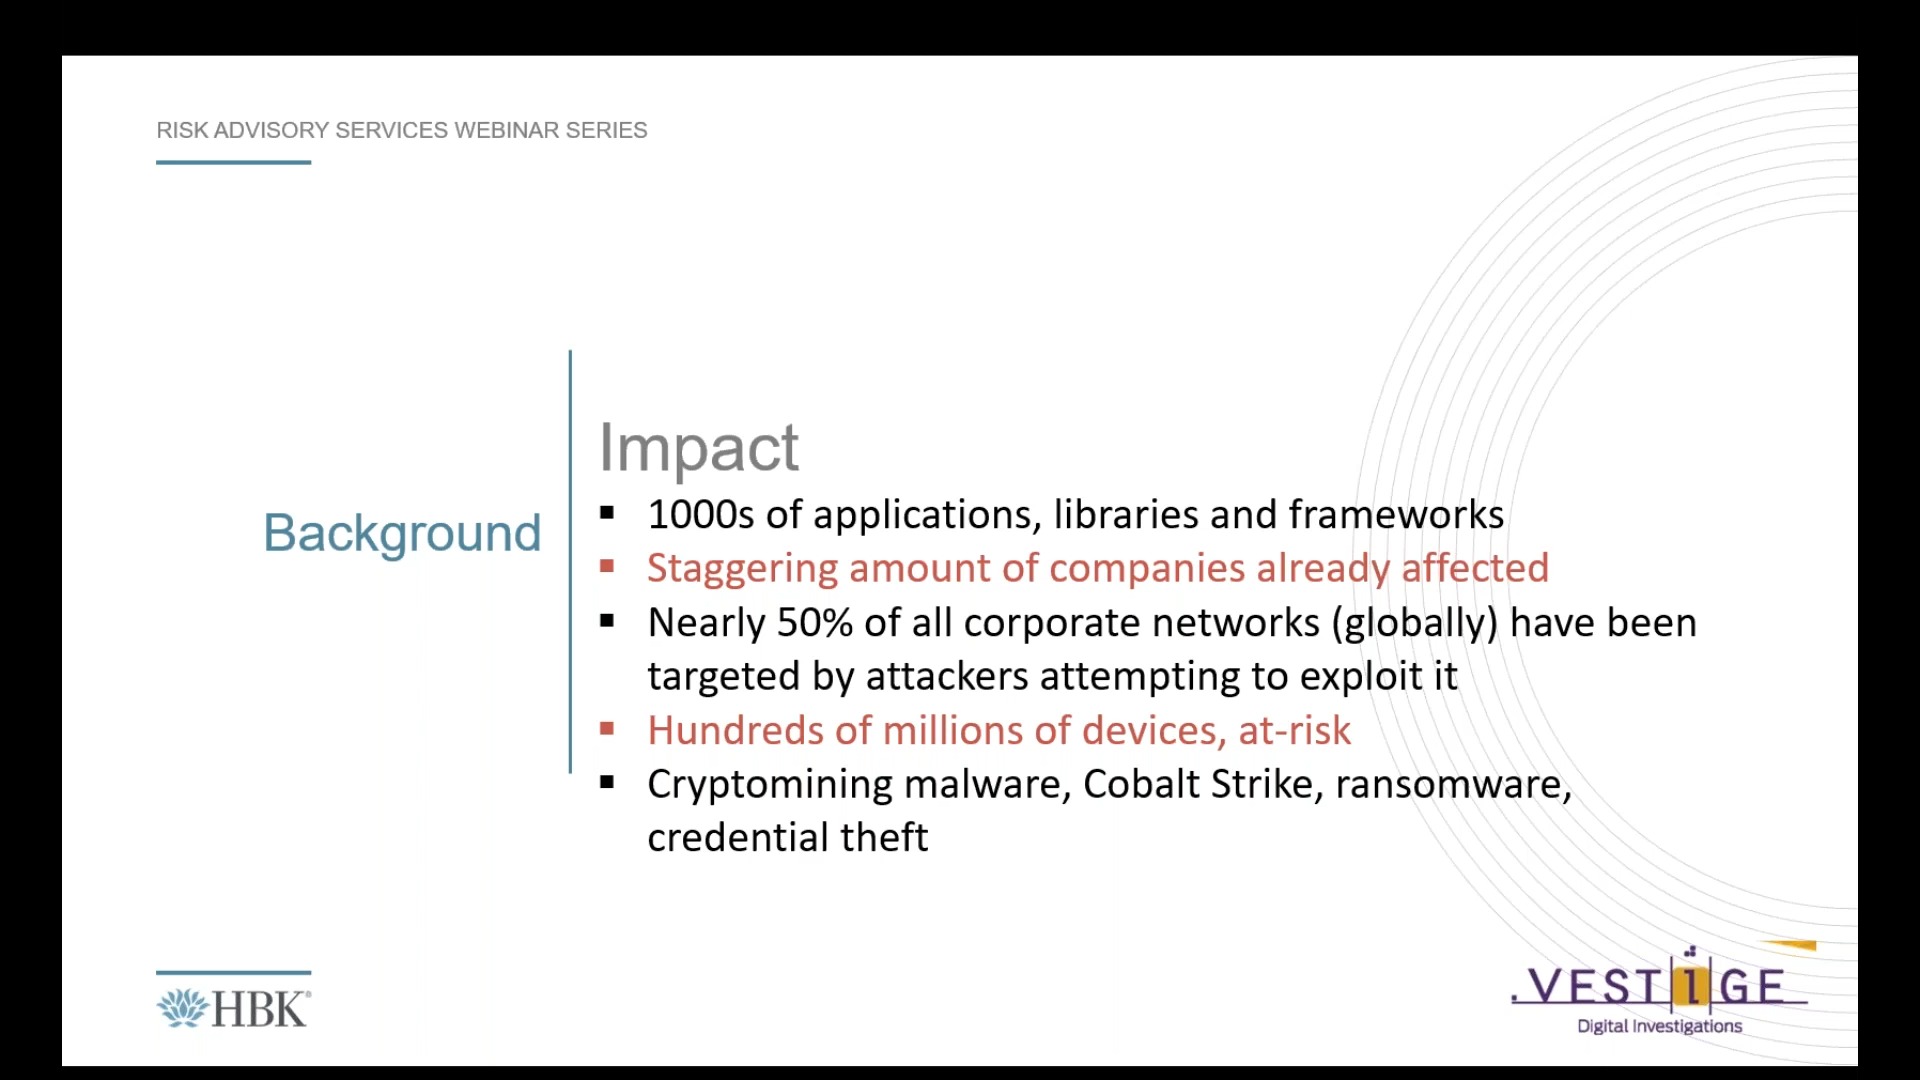 RISK ADVISORY SERVICES WEBINAR SERIES
Background
Impact
▪ 1000s of applications, libraries and frameworks
▪ Staggering amount of companies already affected
▪ Nearly 50% of all corporate networks (globally) have been
targeted by attackers attempting to exploit it
▪ Hundreds of millions of devices, at-risk
▪ Cryptomining malware, Cobalt Strike, ransomware,
credential theft
HBK®
VESTIGE
Digital Investigations